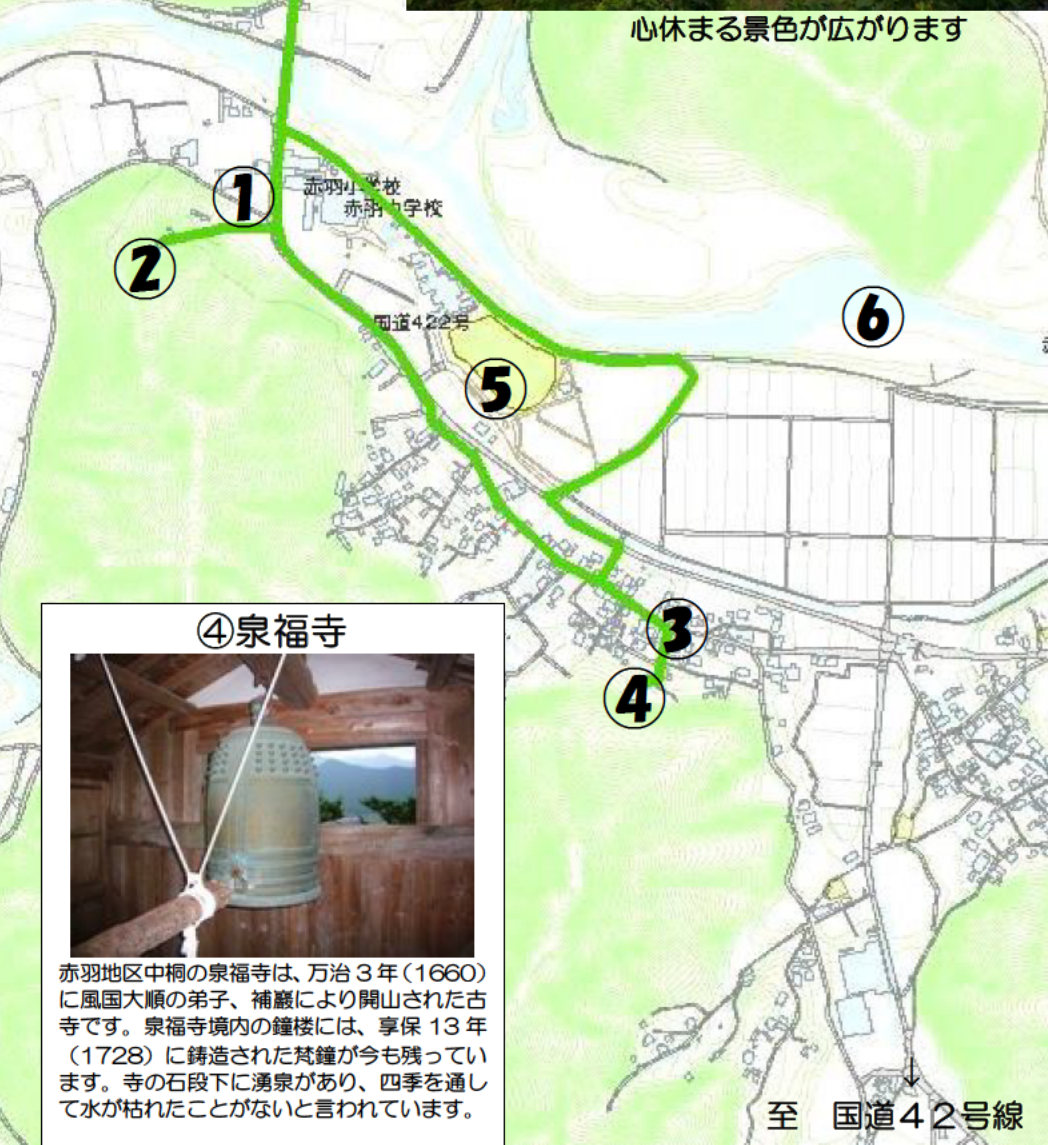 心休まる景色が広がります
①
赤羽小学校
赤羽中学校
②
国道422号
⑥
⑤
③
④
④泉福寺
赤羽地区中桐の泉福寺は、万治３年（1660）
に風国大順の弟子、補巖により開山された古
寺です。泉福寺境内の鐘楼には、享保 13 年
（1728）に鋳造された梵鐘が今も残ってい
ます。寺の石段下に湧泉があり、四季を通し
て水が枯れたことがないと言われています。
↓
至　国道４２号線